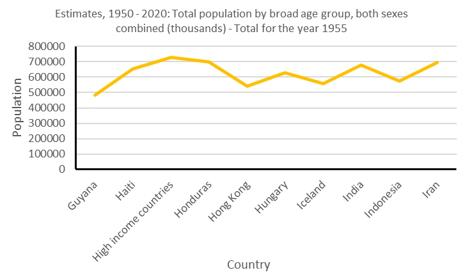 Estimates, 1950 - 2020: Total population by broad age group, both sexes
combined (thousands) - Total for the year 1955
Population
800000
700000
600000
500000
400000
300000
200000
100000
0
Guyana
Haiti
High income countries
Honduras
Hong Kong
Hungary
Iceland
India
Indonesia
Iran
Country